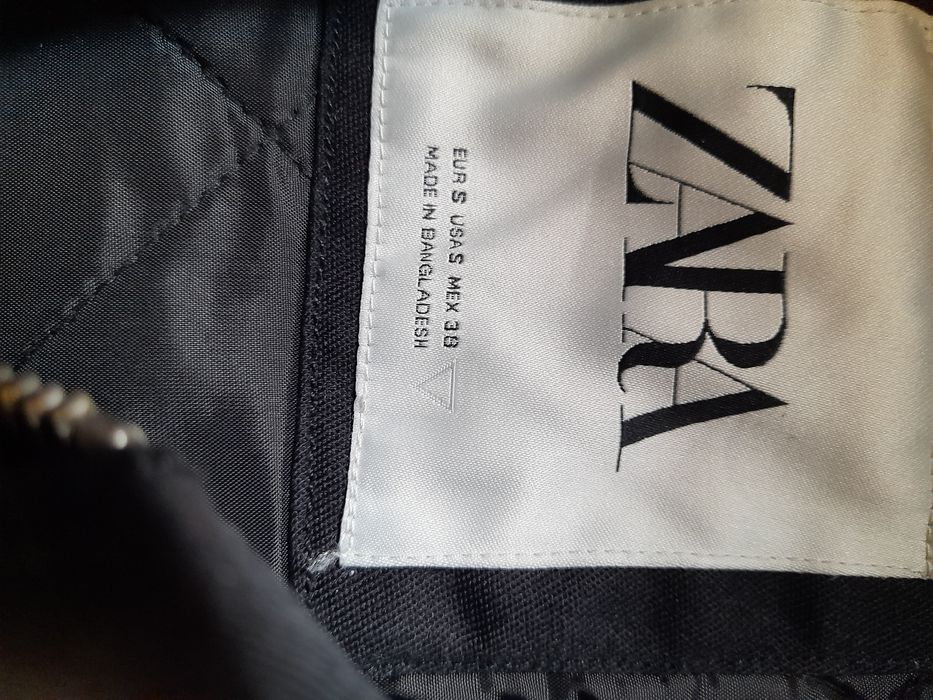 ZARA
EUR S USA S MEX 38
MADE IN BANGLADESH